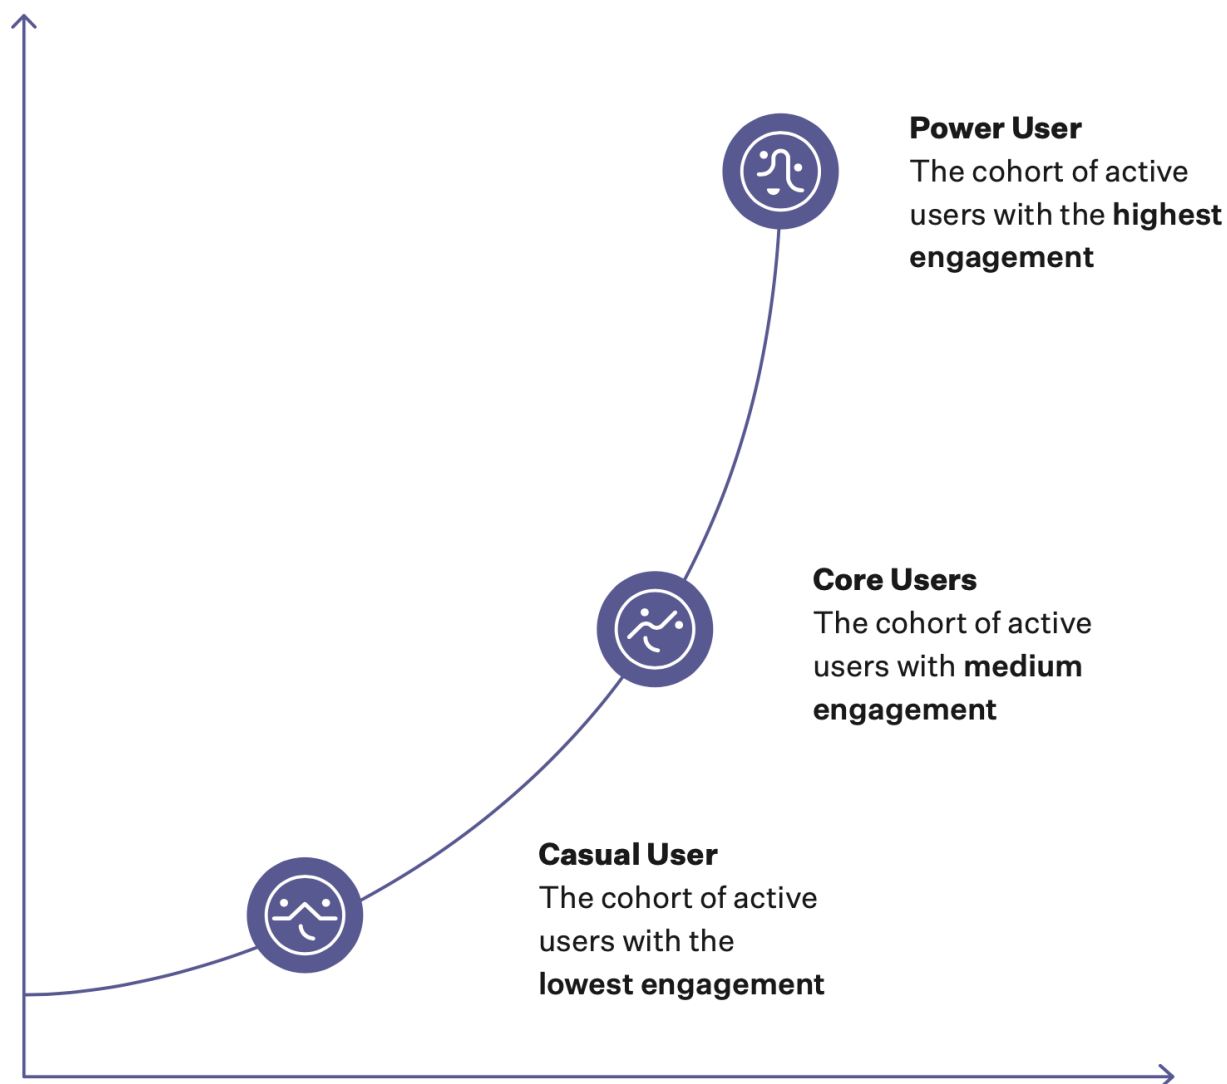 Power User
The cohort of active
users with the highest
engagement
Core Users
The cohort of active
users with medium
engagement
Casual User
The cohort of active
users with the
lowest engagement